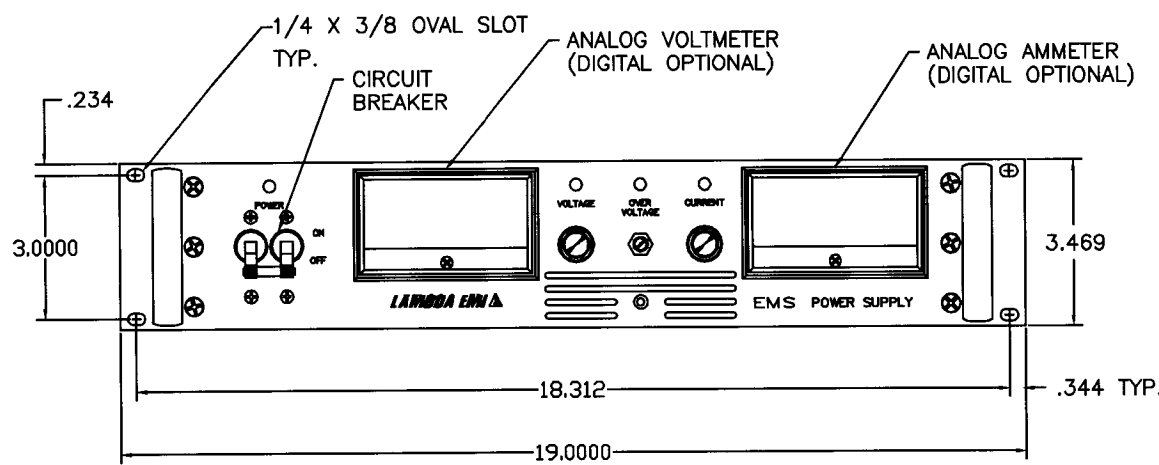 1/4 X 3/8 OVAL SLOT
TYP.
ANALOG VOLTMETER
(DIGITAL OPTIONAL)
ANALOG AMMETER
(DIGITAL OPTIONAL)
CIRCUIT
BREAKER
.234
POWER
ON
OFF
VOLTAGE
OVER
VOLTAGE
CURRENT
3.0000
3.469
LAMBDA EMI
EMS POWER SUPPLY
18.312
.344 TYP.
19.0000